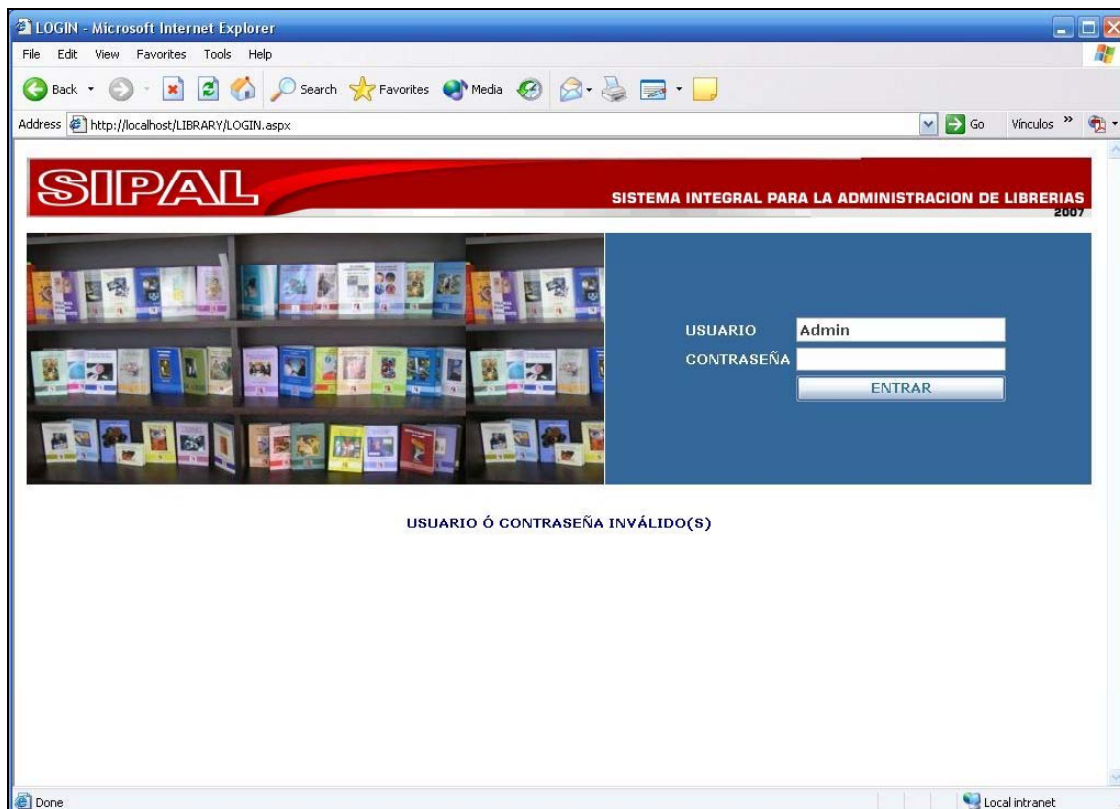 LOGIN - Microsoft Internet Explorer
File Edit View Favorites Tools Help
Back Search Favorites Media
Address http://localhost/LIBRARY/LOGIN.aspx Go Vínculos »
SIPAL
SISTEMA INTEGRAL PARA LA ADMINISTRACION DE LIBRERIAS
2007
USUARIO Admin
CONTRASEÑA
ENTRAR
USUARIO Ó CONTRASEÑA INVÁLIDO(S)
Done Local intranet